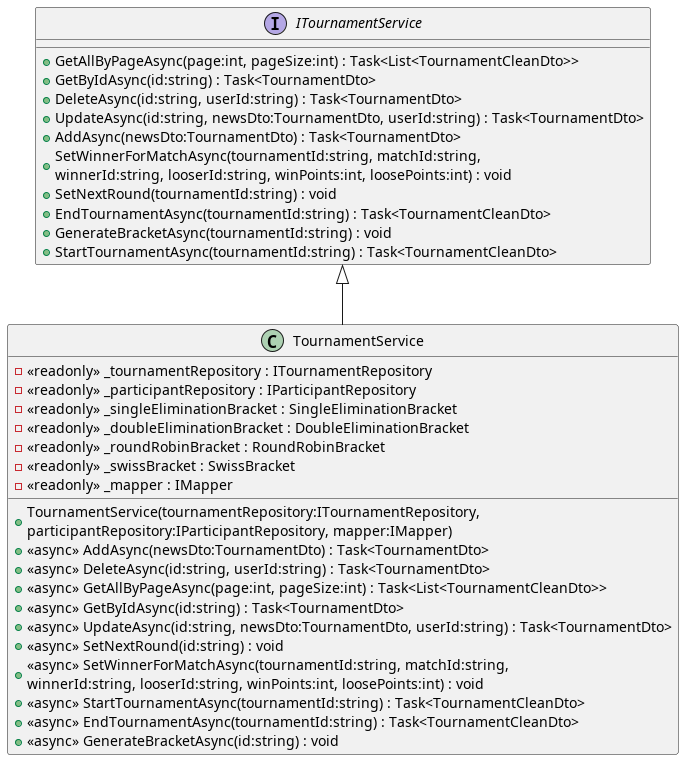 I ITournamentService
GetAllByPageAsync(page:int, pageSize:int) : Task<List<TournamentCleanDto>>
GetByIdAsync(id:string) : Task<TournamentDto>
DeleteAsync(id:string, userId:string) : Task<TournamentDto>
UpdateAsync(id:string, newsDto:TournamentDto, userId:string) : Task<TournamentDto>
AddAsync(newsDto:TournamentDto) : Task<TournamentDto>
SetWinnerForMatchAsync(tournamentId:string, matchId:string,
winnerId:string, looserId:string, winPoints:int, loosePoints:int) : void
SetNextRound(tournamentId:string) : void
EndTournamentAsync(tournamentId:string) : Task<TournamentCleanDto>
GenerateBracketAsync(tournamentId:string) : void
StartTournamentAsync(tournamentId:string) : Task<TournamentCleanDto>
C TournamentService
«readonly» _tournamentRepository : ITournamentRepository
«readonly» _participantRepository : IParticipantRepository
«readonly» _singleEliminationBracket : SingleEliminationBracket
«readonly» _doubleEliminationBracket : DoubleEliminationBracket
«readonly» _roundRobinBracket : RoundRobinBracket
«readonly» _swissBracket : SwissBracket
«readonly» _mapper : IMapper
TournamentService(tournamentRepository:ITournamentRepository,
participantRepository:IParticipantRepository, mapper:IMapper)
«async» AddAsync(newsDto:TournamentDto) : Task<TournamentDto>
«async» DeleteAsync(id:string, userId:string) : Task<TournamentDto>
«async» GetAllByPageAsync(page:int, pageSize:int) : Task<List<TournamentCleanDto>>
«async» GetByIdAsync(id:string) : Task<TournamentDto>
«async» UpdateAsync(id:string, newsDto:TournamentDto, userId:string) : Task<TournamentDto>
«async» SetNextRound(id:string) : void
«async» SetWinnerForMatchAsync(tournamentId:string, matchId:string,
winnerId:string, looserId:string, winPoints:int, loosePoints:int) : void
«async» StartTournamentAsync(tournamentId:string) : Task<TournamentCleanDto>
«async» EndTournamentAsync(tournamentId:string) : Task<TournamentCleanDto>
«async» GenerateBracketAsync(id:string) : void